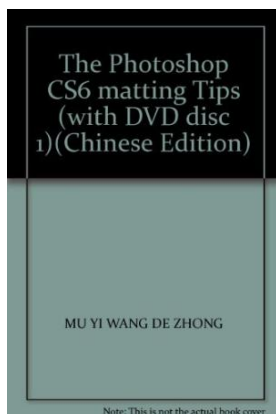 The Photoshop
CS6 matting Tips
(with DVD disc
1)(Chinese Edition)
MU YI WANG DE ZHONG
Note: This is not the actual book cover